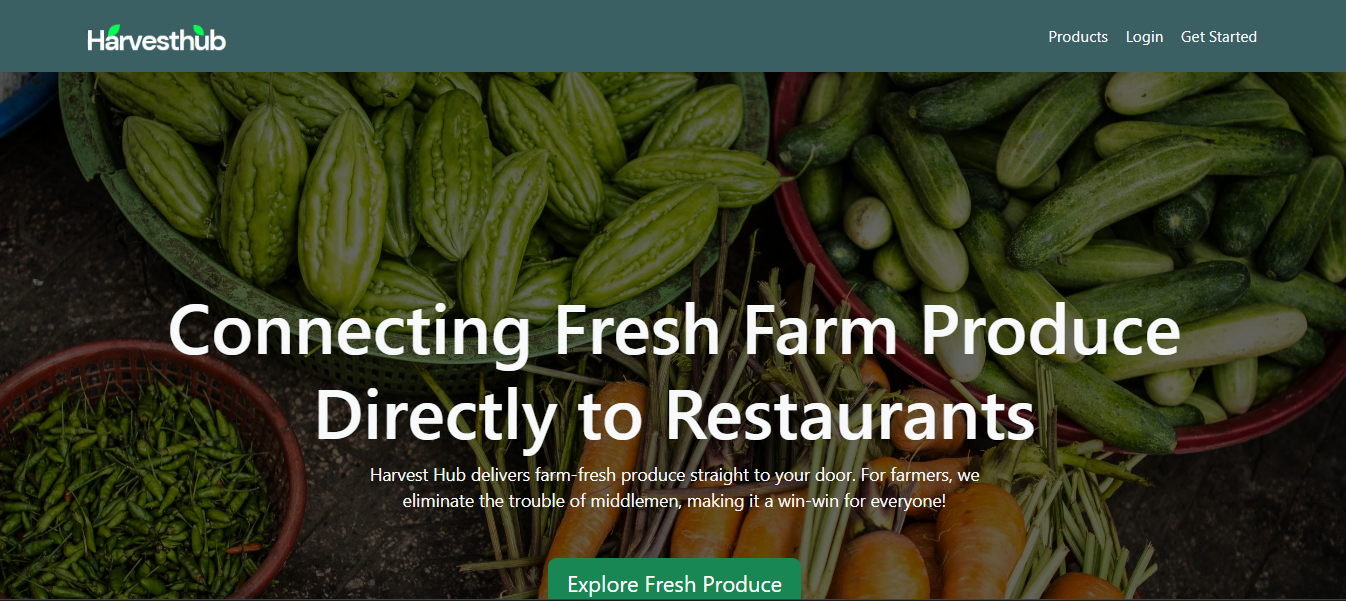 Harvesthub
Products Login Get Started
Connecting Fresh Farm Produce
Directly to Restaurants
Harvest Hub delivers farm-fresh produce straight to your door. For farmers, we
eliminate the trouble of middlemen, making it a win-win for everyone!
Explore Fresh Produce